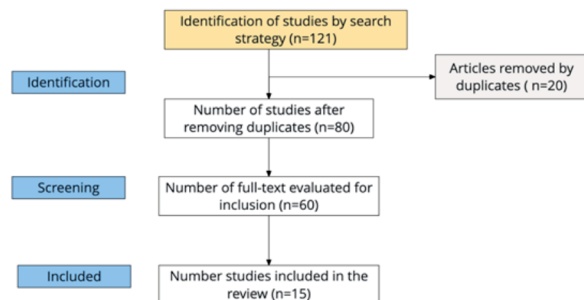 Identification of studies by search
strategy (n=121)
Articles removed by
duplicates ( n=20)
Identification
Number of studies after
removing duplicates (n=80)
Screening
Number of full-text evaluated for
inclusion (n=60)
Included
Number studies included in the
review (n=15)